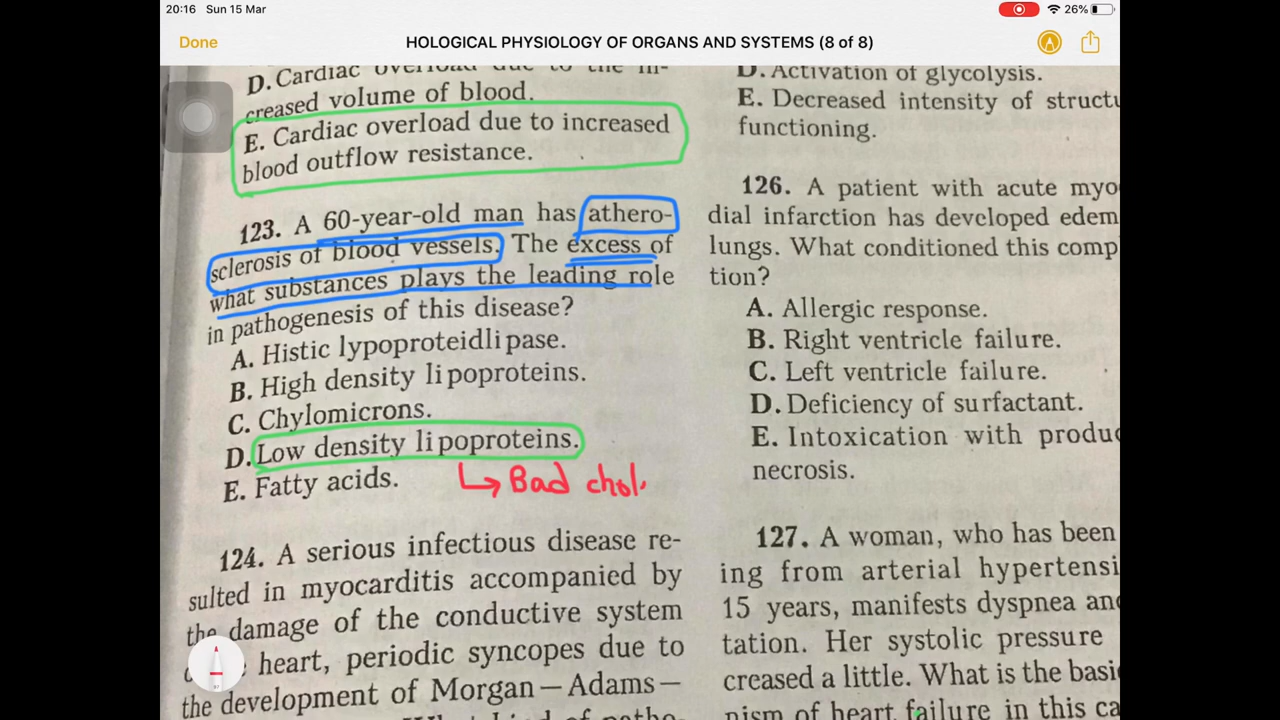 20:16 Sun 15 Mar
26%
Done
HOLOGICAL PHYSIOLOGY OF ORGANS AND SYSTEMS (8 of 8)
D. Cardiac overload due to the in-
creased volume of blood.
E. Cardiac overload due to increased
blood outflow resistance.
123. A 60-year-old man has athero-
sclerosis of blood vessels. The excess of
what substances plays the leading role
in pathogenesis of this disease?
A. Histic lypoproteidlipase.
B. High density lipoproteins.
C. Chylomicrons.
D. Low density lipoproteins.
E. Fatty acids.
Bad chol.
124. A serious infectious disease re-
sulted in myocarditis accompanied by
the damage of the conductive system
heart, periodic syncopes due to
the development of Morgan—Adams—
D. Activation of glycolysis.
E. Decreased intensity of structu
functioning.
126. A patient with acute myo
dial infarction has developed edem
lungs. What conditioned this comp
tion?
A. Allergic response.
B. Right ventricle failure.
C. Left ventricle failure.
D. Deficiency of surfactant.
E. Intoxication with produc
necrosis.
127. A woman, who has been
ing from arterial hypertensi
15 years, manifests dyspnea and
tation. Her systolic pressure
creased a little. What is the basi
nism of heart failure in this ca